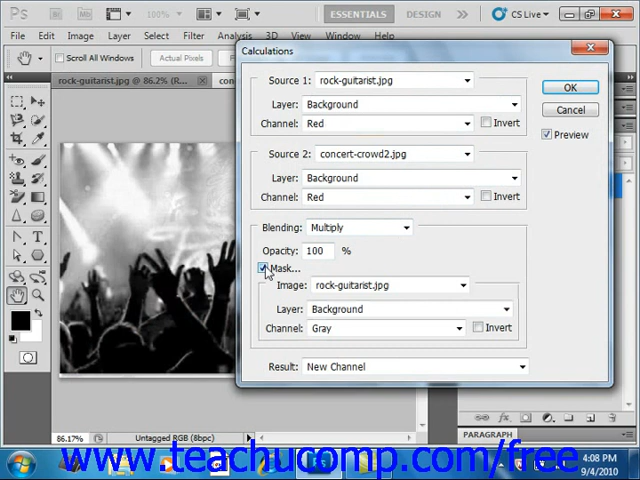 Ps Br Mb 150% ESSENTIALS DESIGN >> CS Live
File Edit Image Layer Select Filter Analysis 3D View Window Help
Scroll All Windows Actual Pixels
rock-guitarist.jpg @ 86.2% (R...
con
Calculations
Source 1: rock-guitarist.jpg
Layer: Background
Channel: Red Invert
Source 2: concert-crowd2.jpg
Layer: Background
Channel: Red Invert
Blending: Multiply
Opacity: 100 %
Mask...
Image: rock-guitarist.jpg
Layer: Background
Channel: Gray Invert
Result: New Channel
OK
Cancel
Preview
86.17% Untagged RGB (8bpc)
PARAGRAPH
www.teachucomp.com/free
4:08 PM
9/4/2010